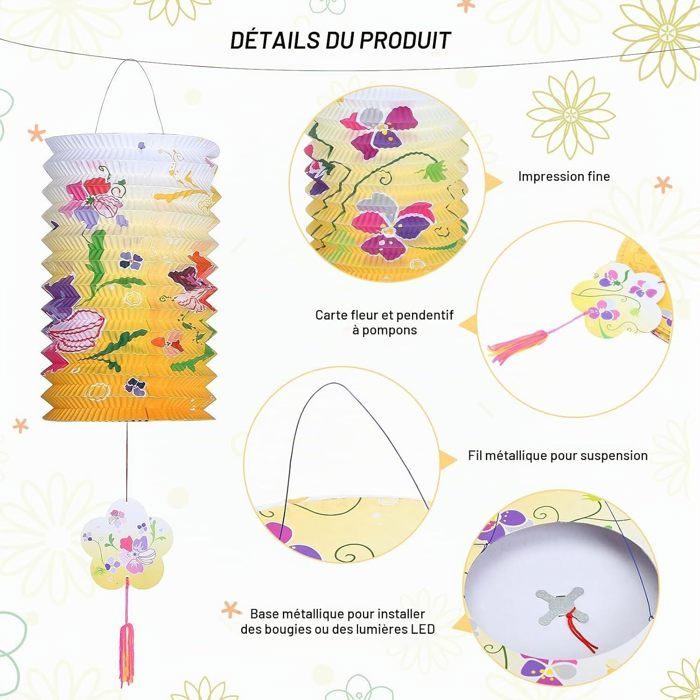 DÉTAILS DU PRODUIT
Impression fine
Carte fleur et pendentif
à pompons
Fil métallique pour suspension
Base métallique pour installer
des bougies ou des lumières LED